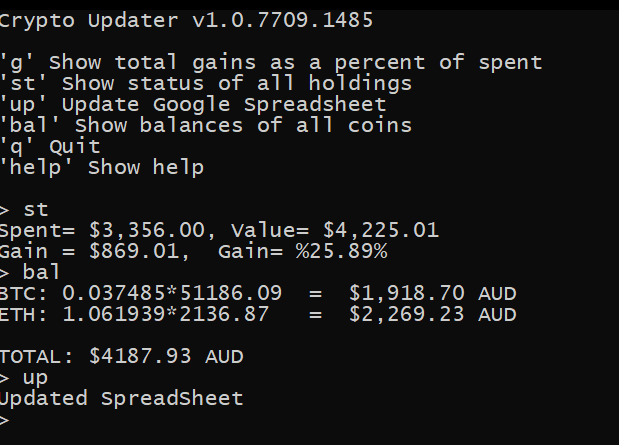 Crypto Updater v1.0.7709.1485
'g' Show total gains as a percent of spent
'st' Show status of all holdings
'up' Update Google Spreadsheet
'bal' Show balances of all coins
'q' Quit
'help' Show help
> st
Spent= $3,356.00, Value= $4,225.01
Gain = $869.01,  Gain= %25.89%
> bal
BTC: 0.037485*51186.09  =  $1,918.70 AUD
ETH: 1.061939*2136.87   =  $2,269.23 AUD
TOTAL: $4187.93 AUD
> up
Updated SpreadSheet
>